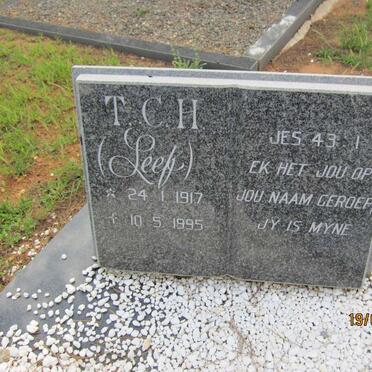 T. C. H
(Leef)
* 24·1·1917
† 10·5·1995
JES 43·1
EK HET JOU OP
JOU NAAM GEROEP
JY IS MYNE
19/0